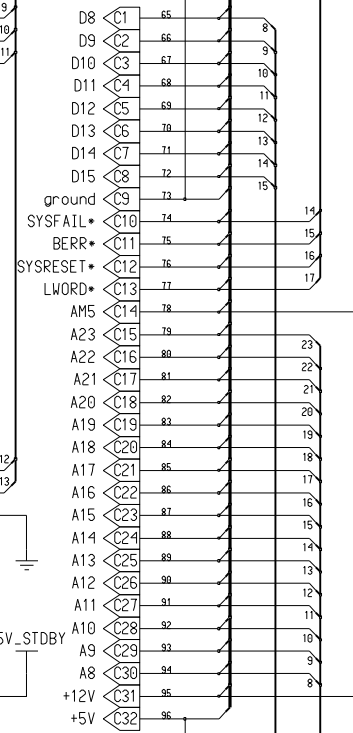 9
D8 C1 65 8
10 D9 C2 66 9
11 D10 C3 67 10
D11 C4 68 11
D12 C5 69 12
D13 C6 70 13
D14 C7 71 14
D15 C8 72 15
ground C9 73
SYSFAIL* C10 74 14
BERR* C11 75 15
SYSRESET* C12 76 16
LWORD* C13 77 17
AM5 C14 78
A23 C15 79 23
A22 C16 80 22
A21 C17 81 21
A20 C18 82 20
A19 C19 83 19
A18 C20 84 18
12 A17 C21 85 17
13 A16 C22 86 16
A15 C23 87 15
A14 C24 88 14
A13 C25 89 13
A12 C26 90 12
A11 C27 91 11
A10 C28 92 10
5V_STDBY
A9 C29 93 9
A8 C30 94 8
+12V C31 95
+5V C32 96